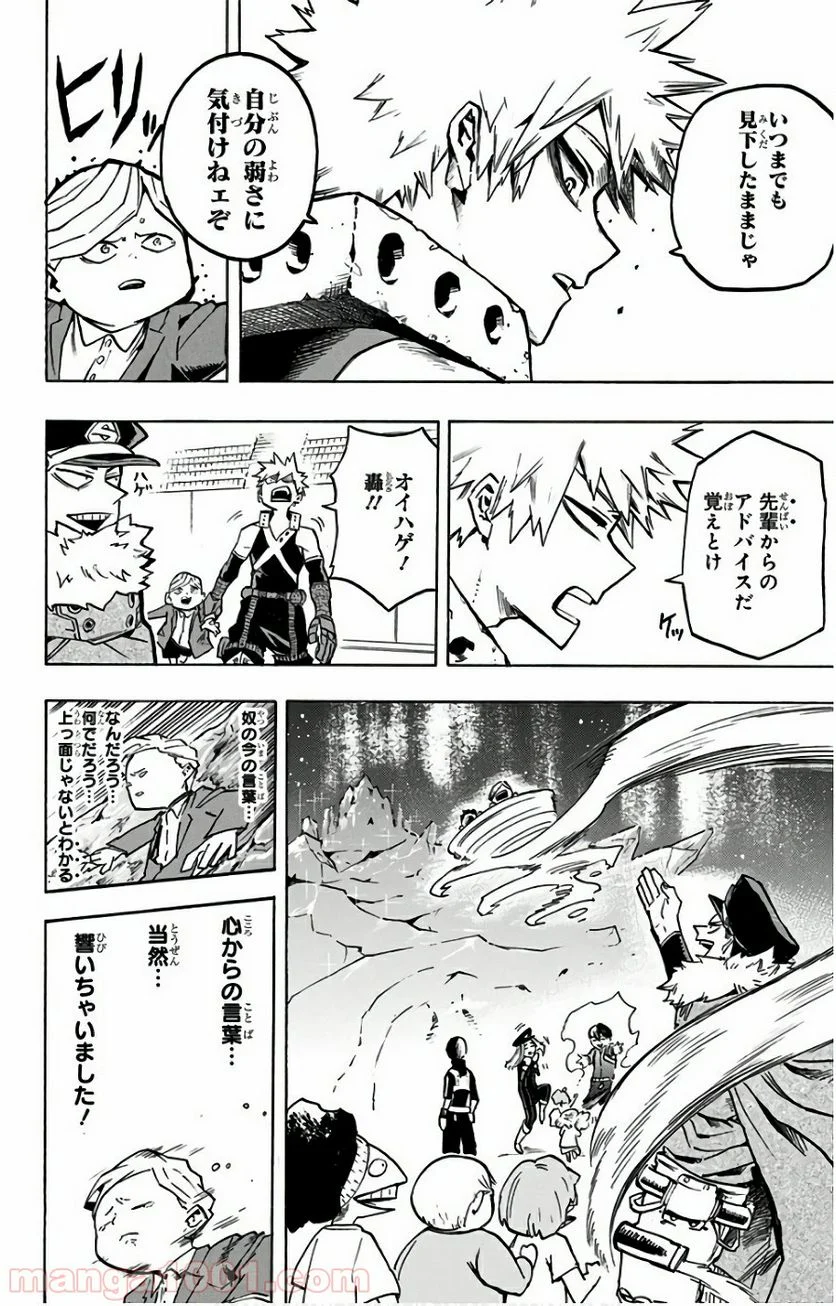 いつまでも
見下したままじゃ
自分の弱さに
気付けねェぞ
ビリッ
先輩からの
アドバイスだ
覚えとけ
ケッ
オイハゲ!
轟!!
ハゲ
奴の今の言葉…
なんだろう…
何でだろう…
上っ面じゃないとわかる
心からの言葉…
当然…
響いちゃいました!
manga1001.com